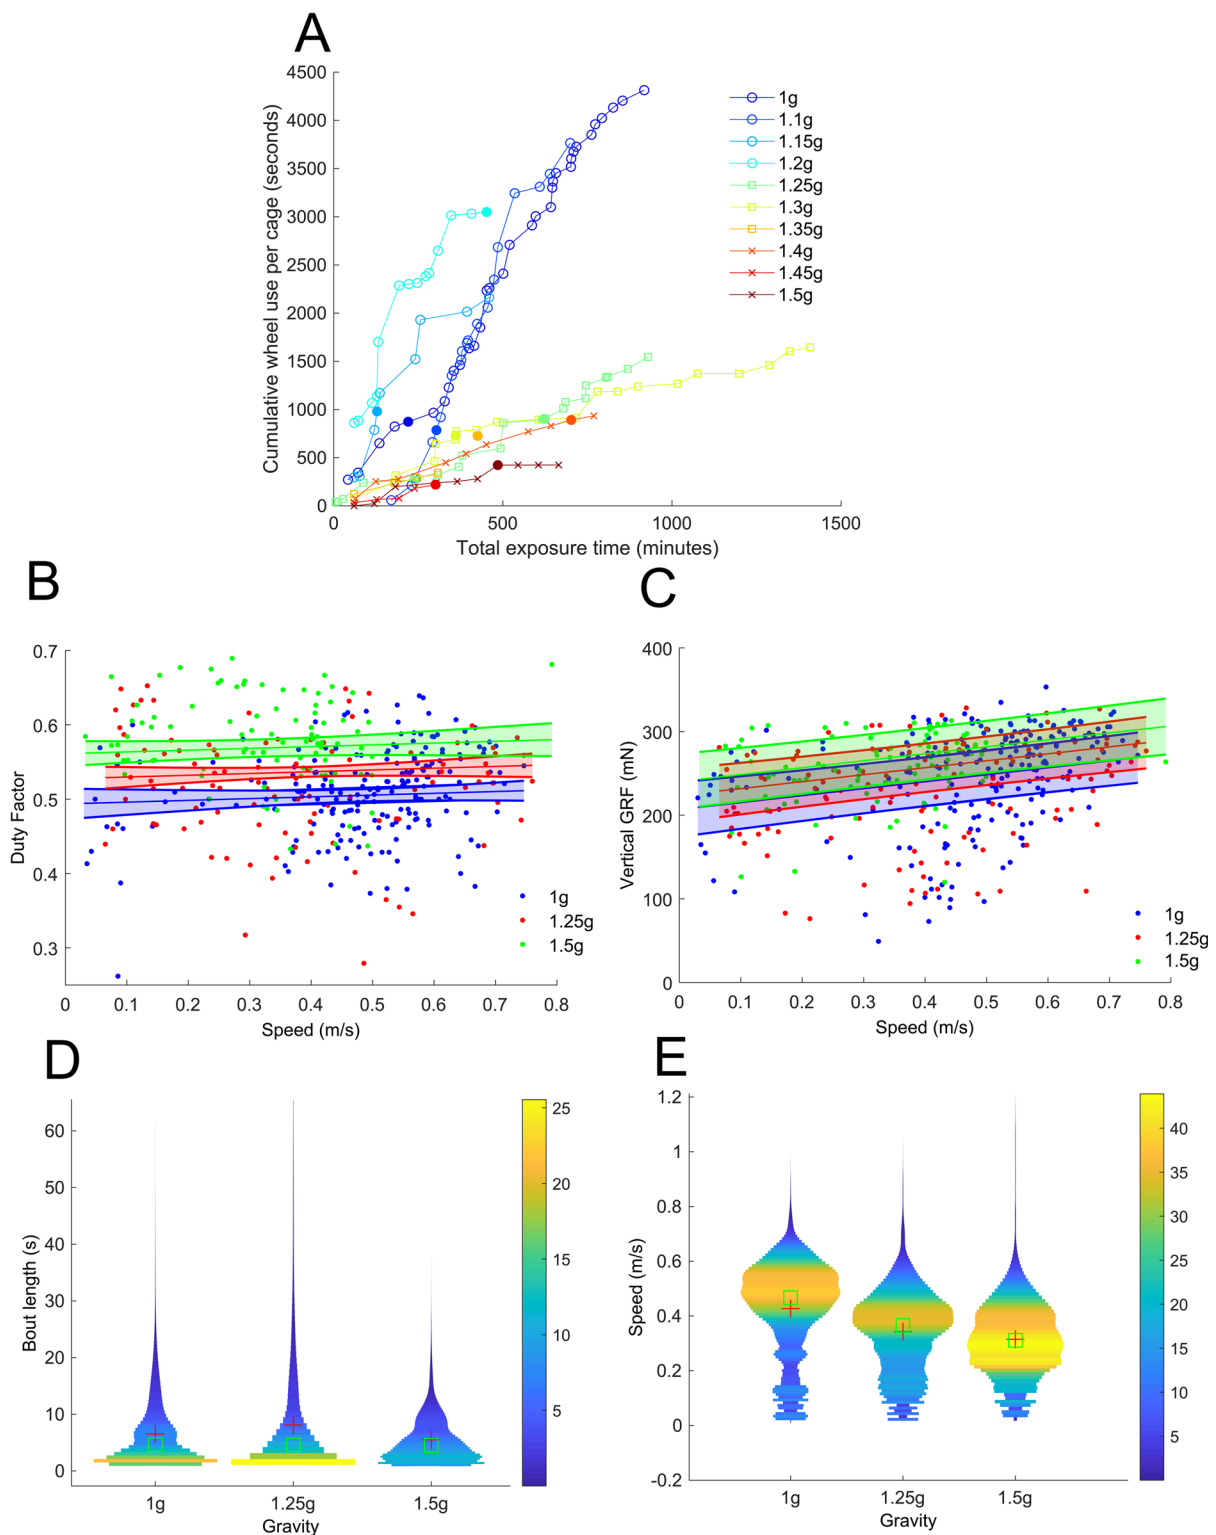 A
Cumulative wheel use per cage (seconds)
4500
4000
3500
3000
2500
2000
1500
1000
500
0
0 500 1000 1500
Total exposure time (minutes)
1g
1.1g
1.15g
1.2g
1.25g
1.3g
1.35g
1.4g
1.45g
1.5g
B
Duty Factor
0.7
0.6
0.5
0.4
0.3
0 0.1 0.2 0.3 0.4 0.5 0.6 0.7 0.8
Speed (m/s)
1g
1.25g
1.5g
C
Vertical GRF (mN)
400
300
200
100
0
0 0.1 0.2 0.3 0.4 0.5 0.6 0.7 0.8
Speed (m/s)
1g
1.25g
1.5g
D
Bout length (s)
60
50
40
30
20
10
0
1g 1.25g 1.5g
Gravity
25
20
15
10
5
E
Speed (m/s)
1.2
1
0.8
0.6
0.4
0.2
0
-0.2
1g 1.25g 1.5g
Gravity
40
35
30
25
20
15
10
5
0